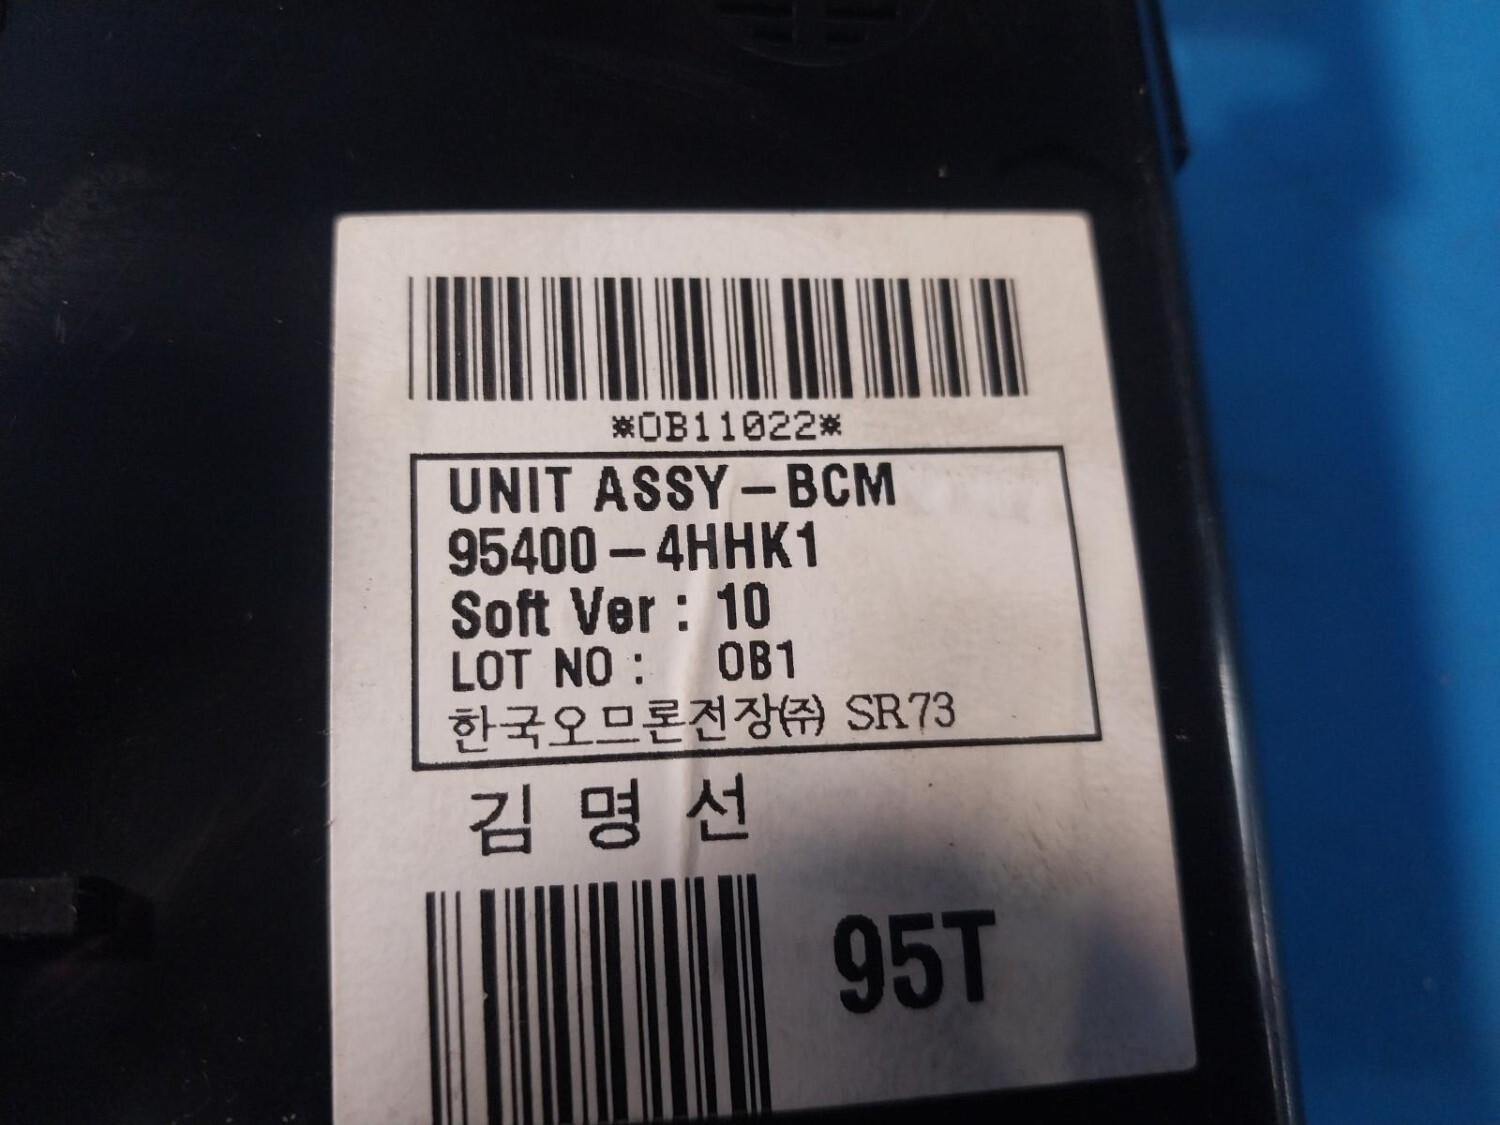 *OB11022*
UNIT ASSY-BCM
95400-4HHK1
Soft Ver : 10
LOT NO : OB1
한국오므론전장㈜ SR73
김 명 선
95T